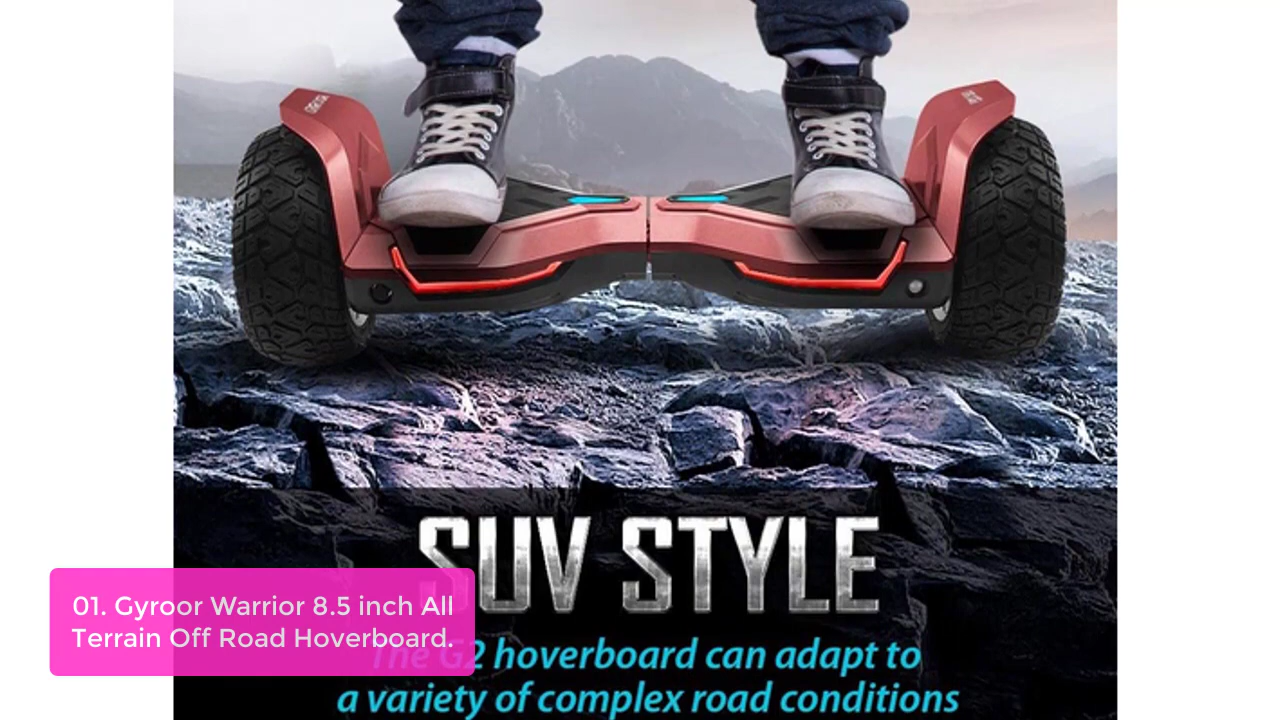 SUV STYLE
The G2 hoverboard can adapt to
a variety of complex road conditions
01. Gyroor Warrior 8.5 inch All
Terrain Off Road Hoverboard.